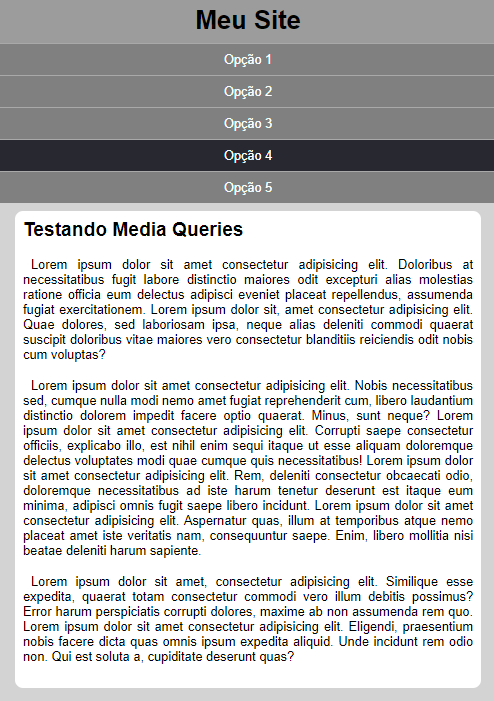 Meu Site
Opção 1
Opção 2
Opção 3
Opção 4
Opção 5
Testando Media Queries
Lorem ipsum dolor sit amet consectetur adipisicing elit. Doloribus at
necessitatibus fugit labore distinctio maiores odit excepturi alias molestias
ratione officia eum delectus adipisci eveniet placeat repellendus, assumenda
fugiat exercitationem. Lorem ipsum dolor sit, amet consectetur adipisicing elit.
Quae dolores, sed laboriosam ipsa, neque alias deleniti commodi quaerat
suscipit doloribus vitae maiores vero consectetur blanditiis reiciendis odit nobis
cum voluptas?
Lorem ipsum dolor sit amet consectetur adipisicing elit. Nobis necessitatibus
sed, cumque nulla modi nemo amet fugiat reprehenderit cum, libero laudantium
distinctio dolorem impedit facere optio quaerat. Minus, sunt neque? Lorem
ipsum dolor sit amet consectetur adipisicing elit. Corrupti saepe consectetur
officiis, explicabo illo, est nihil enim sequi itaque ut esse aliquam doloremque
delectus voluptates modi quae cumque quis necessitatibus! Lorem ipsum dolor
sit amet consectetur adipisicing elit. Rem, deleniti consectetur obcaecati odio,
doloremque necessitatibus ad iste harum tenetur deserunt est itaque eum
minima, adipisci omnis fugit saepe libero incidunt. Lorem ipsum dolor sit amet
consectetur adipisicing elit. Aspernatur quas, illum at temporibus atque nemo
placeat amet iste veritatis nam, consequuntur saepe. Enim, libero mollitia nisi
beatae deleniti harum sapiente.
Lorem ipsum dolor sit amet, consectetur adipisicing elit. Similique esse
expedita, quaerat totam consectetur commodi vero illum debitis possimus?
Error harum perspiciatis corrupti dolores, maxime ab non assumenda rem quo.
Lorem ipsum dolor sit amet consectetur adipisicing elit. Eligendi, praesentium
nobis facere dicta quas omnis ipsum expedita aliquid. Unde incidunt rem odio
non. Qui est soluta a, cupiditate deserunt quas?